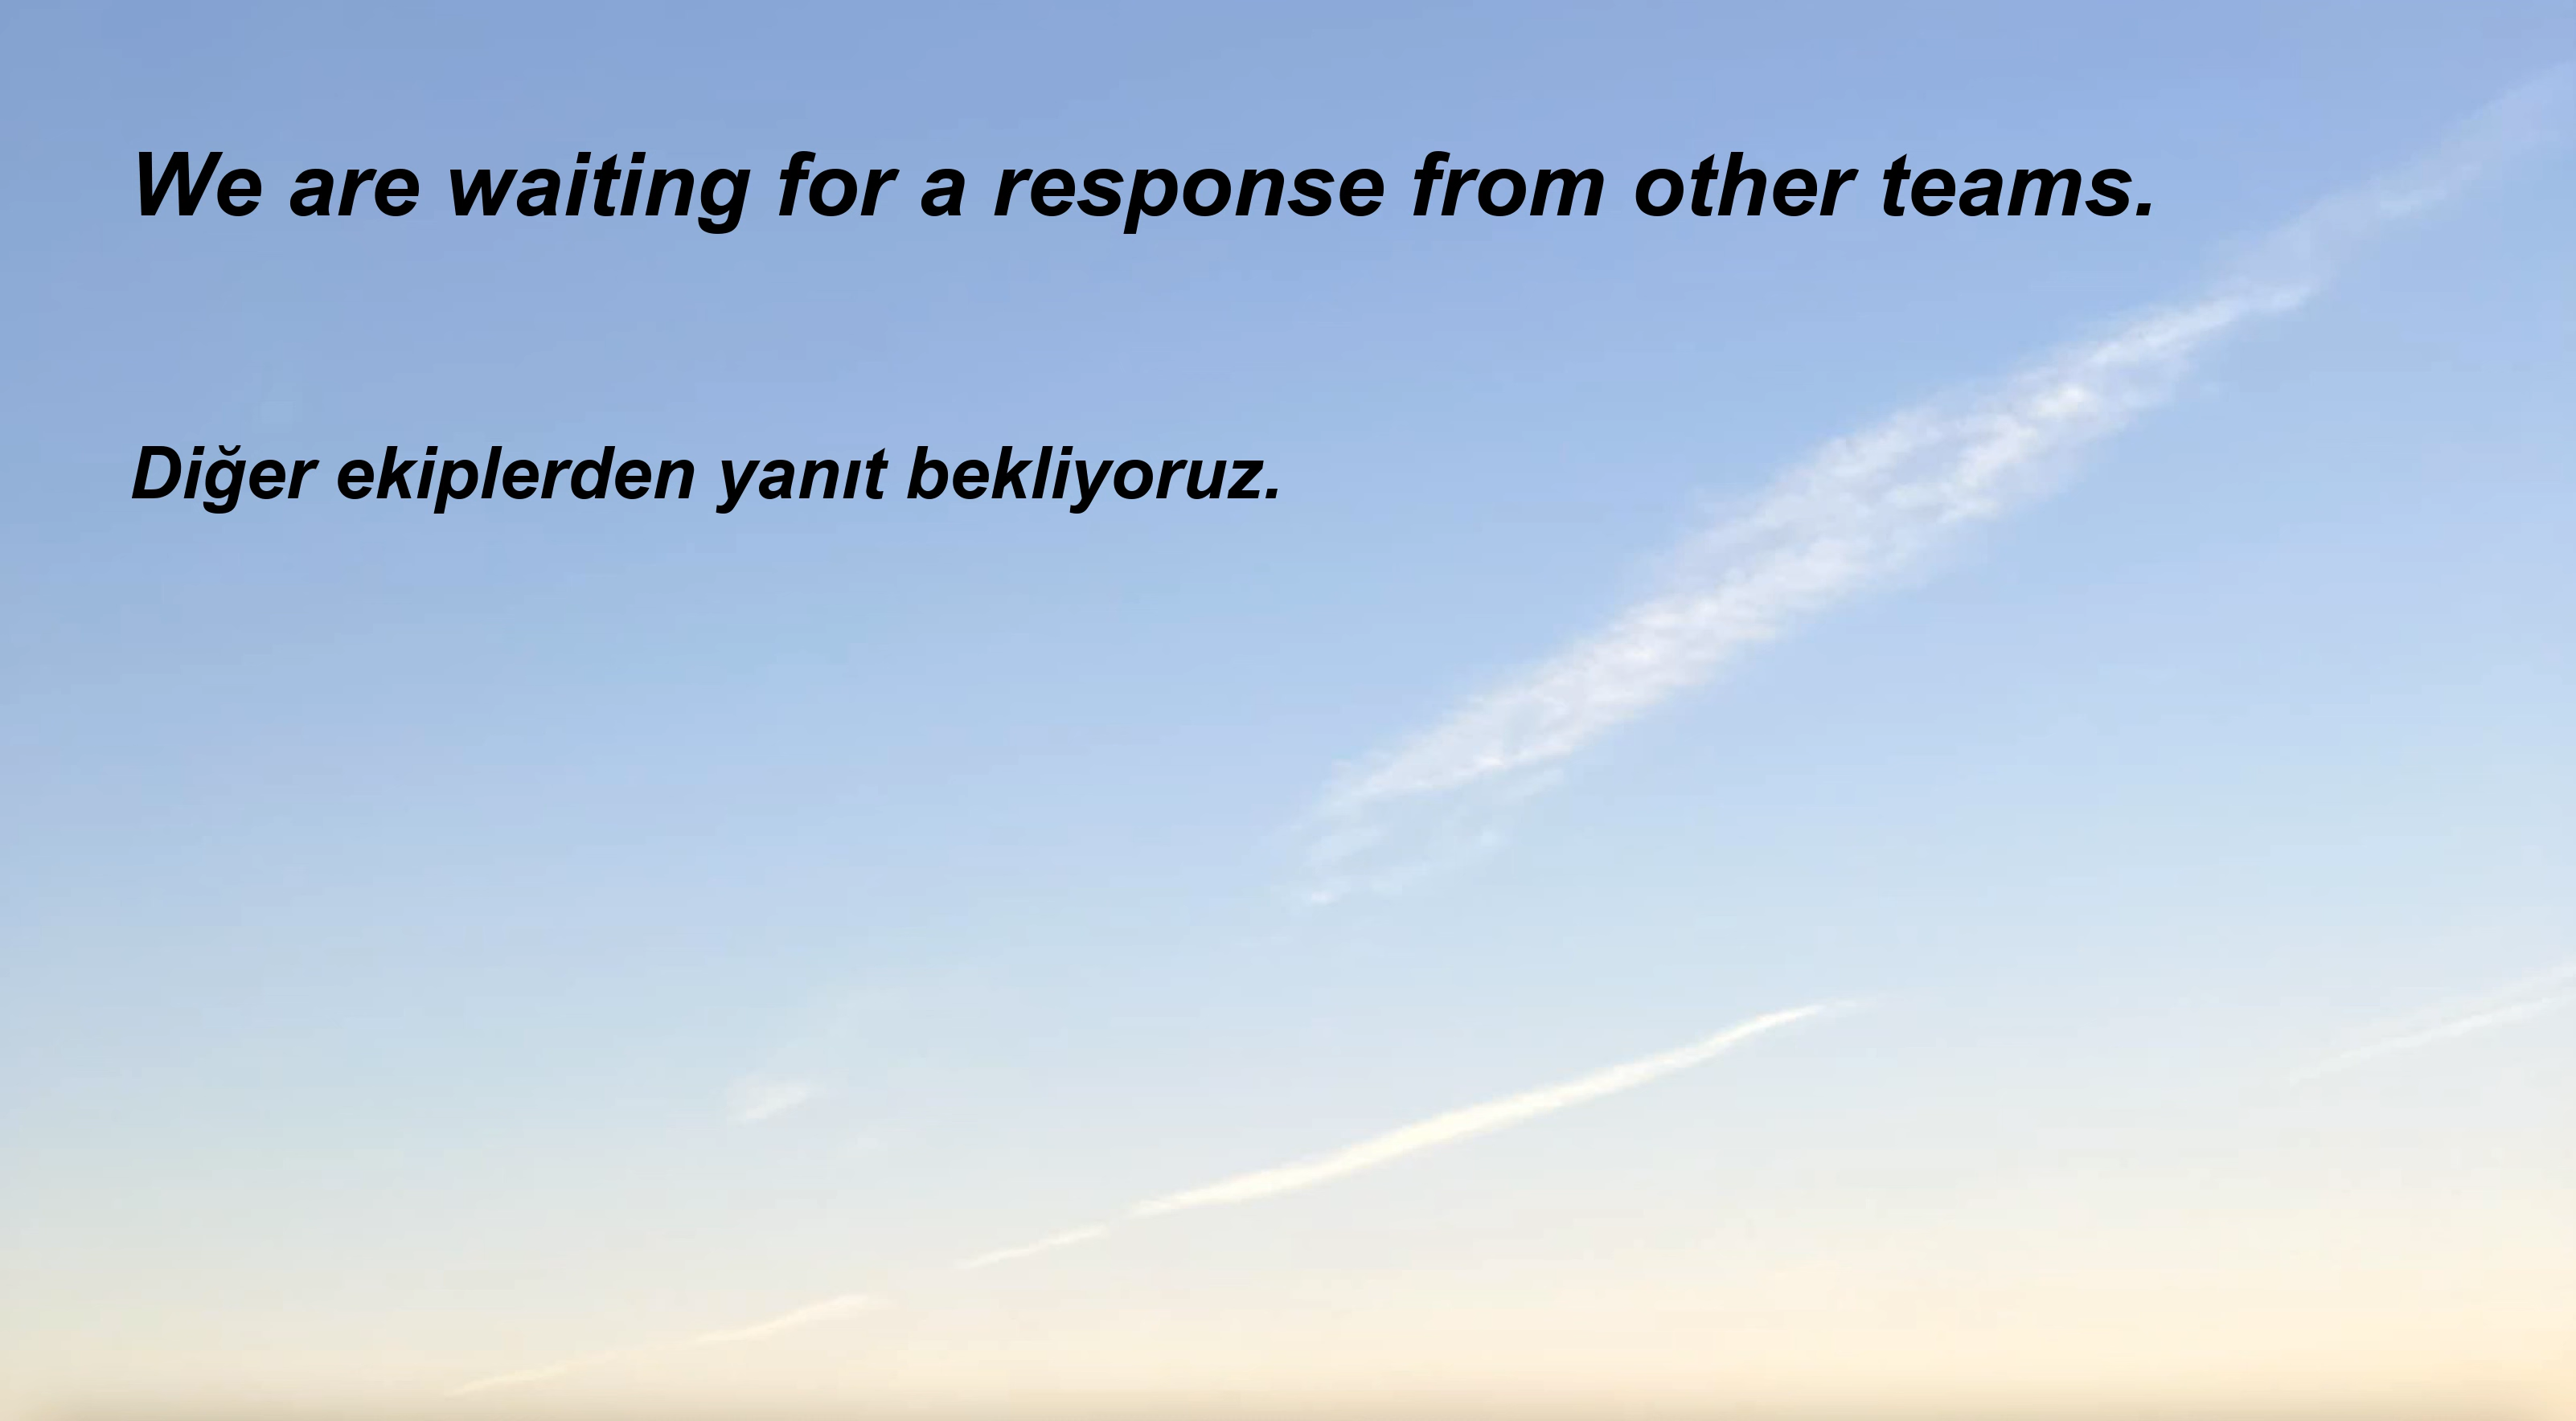 We are waiting for a response from other teams.
Diğer ekiplerden yanıt bekliyoruz.